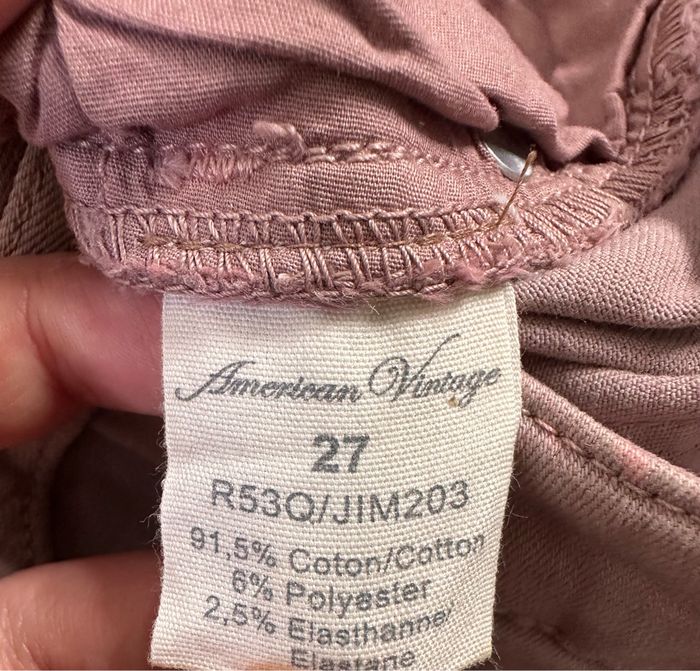 American Vintage
27
R53Q/JIM203
91,5% Coton/Cotton
6% Polyester
2,5% Elasthanne/
Elastane